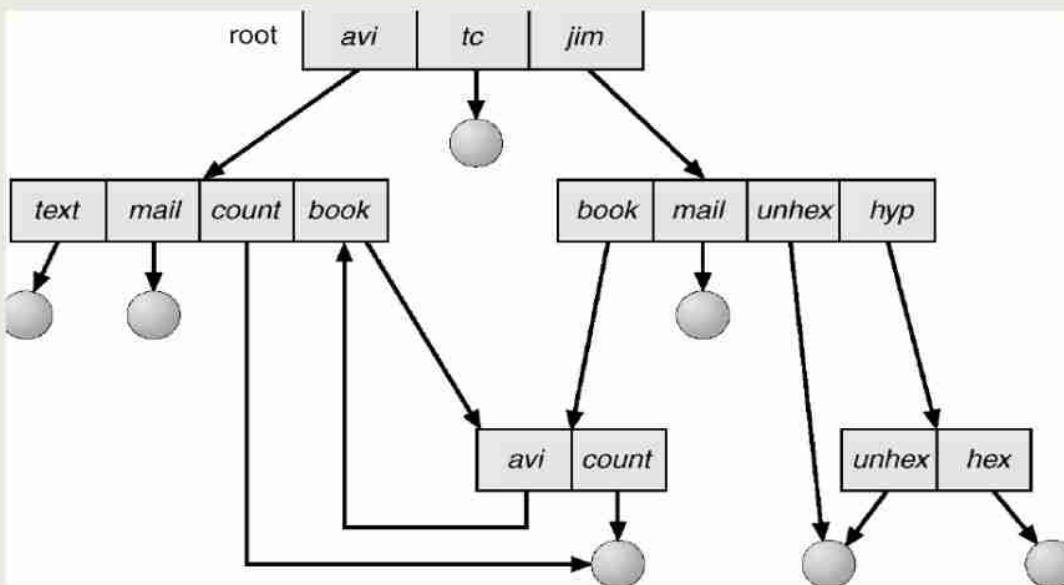 root avi tc jim
text mail count book book mail unhex hyp
avi count unhex hex